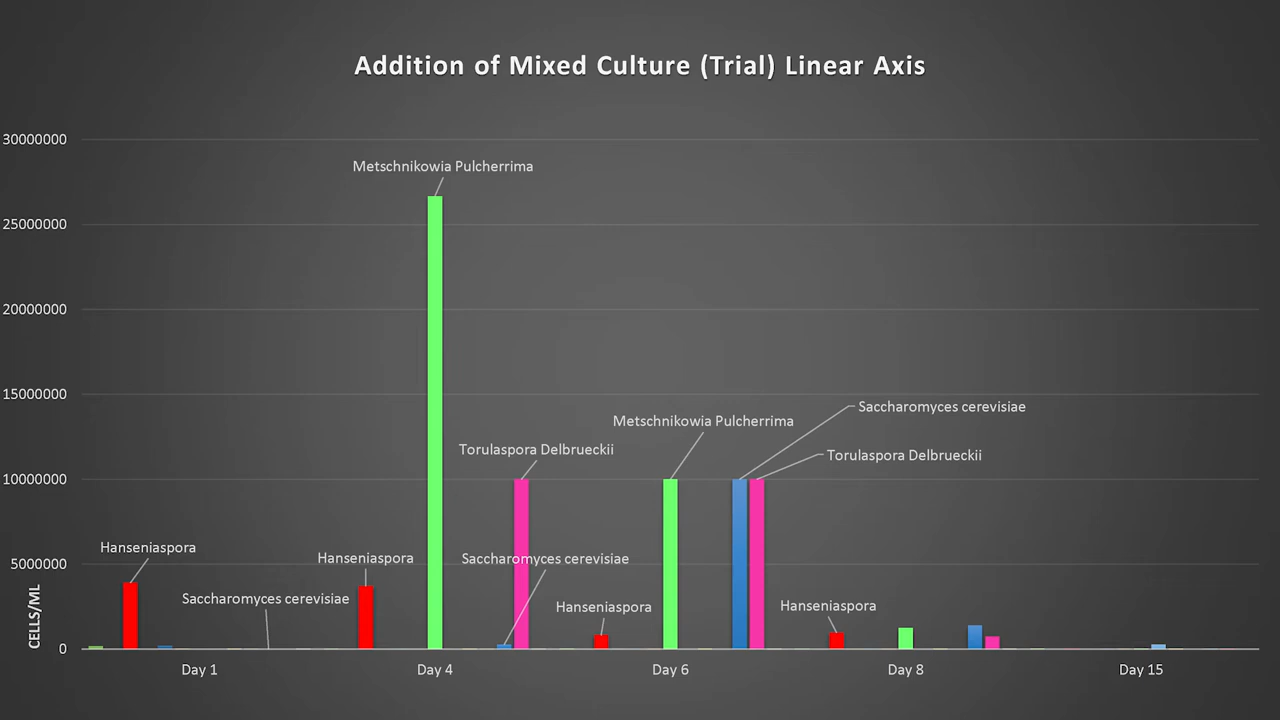 Addition of Mixed Culture (Trial) Linear Axis
30000000
Metschnikowia Pulcherrima
25000000
20000000
15000000
Saccharomyces cerevisiae
Metschnikowia Pulcherrima
Torulaspora Delbrueckii
Torulaspora Delbrueckii
10000000
Hanseniaspora
Hanseniaspora
Saccharomyces cerevisiae
5000000
Saccharomyces cerevisiae
Hanseniaspora
Hanseniaspora
CELLS/ML
0
Day 1
Day 4
Day 6
Day 8
Day 15